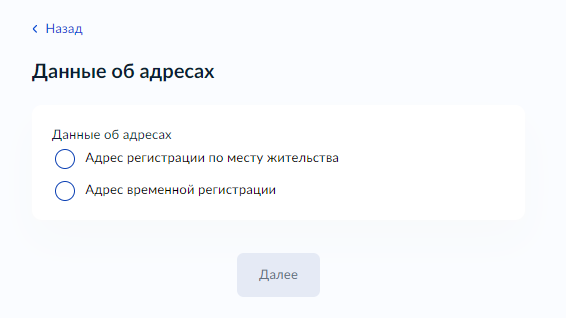 Назад
Данные об адресах
Данные об адресах
Адрес регистрации по месту жительства
Адрес временной регистрации
Далее